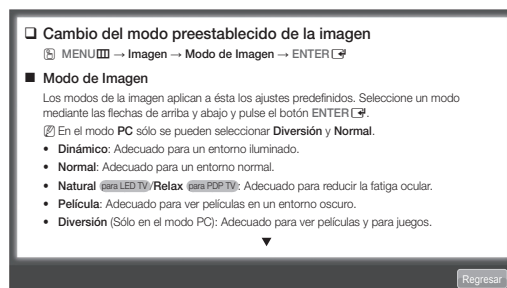 ❑ Cambio del modo preestablecido de la imagen
MENU → Imagen → Modo de Imagen → ENTER
■ Modo de Imagen
Los modos de la imagen aplican a ésta los ajustes predefinidos. Seleccione un modo
mediante las flechas de arriba y abajo y pulse el botón ENTER.
En el modo PC sólo se pueden seleccionar Diversión y Normal.
• Dinámico: Adecuado para un entorno iluminado.
• Normal: Adecuado para un entorno normal.
• Natural para LED TV/Relax para PDP TV: Adecuado para reducir la fatiga ocular.
• Película: Adecuado para ver películas en un entorno oscuro.
• Diversión (Sólo en el modo PC): Adecuado para ver películas y para juegos.
▼
Regresar